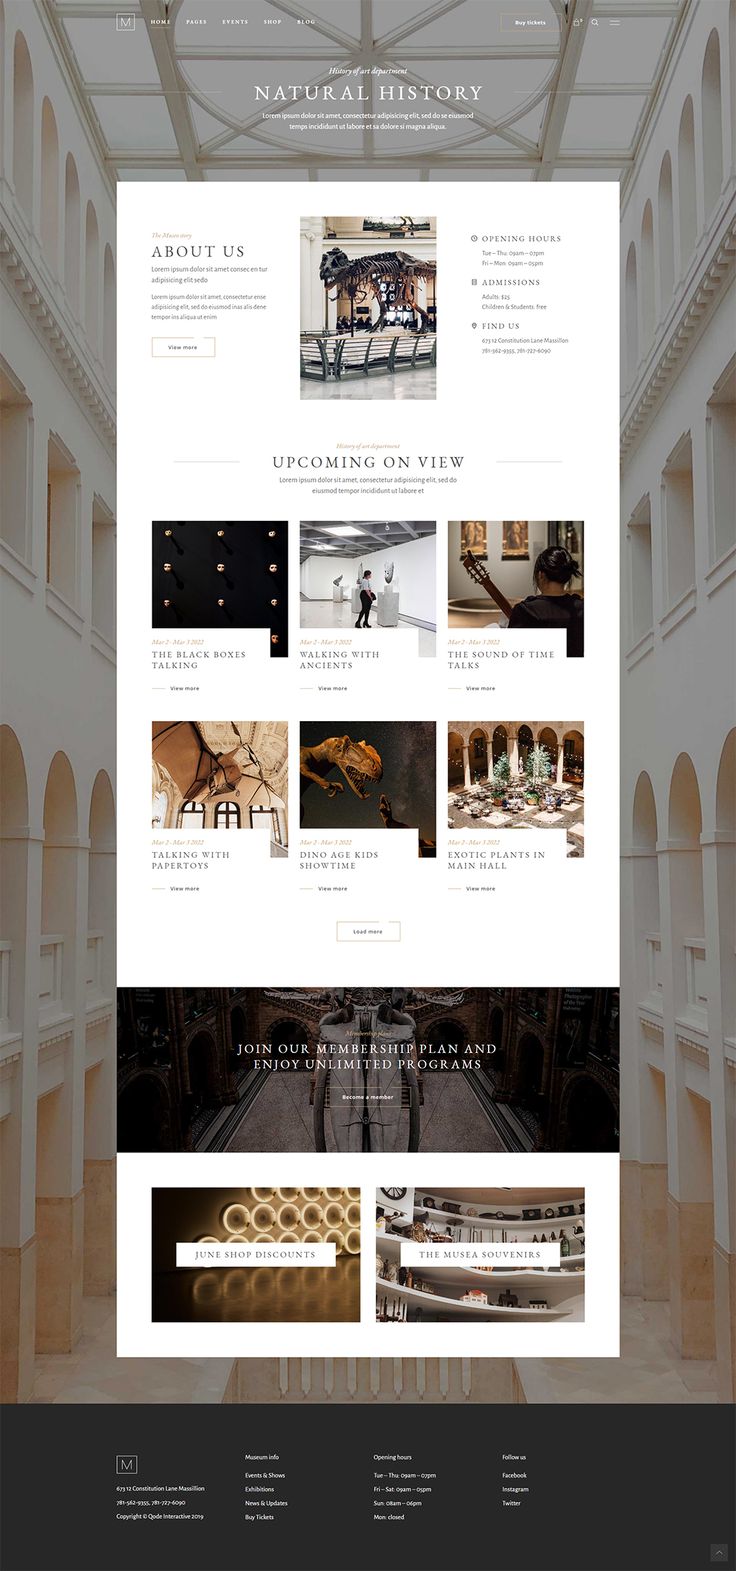 M
HOME PAGES EVENTS SHOP BLOG
Buy tickets
0
History of art department
NATURAL HISTORY
Lorem ipsum dolor sit amet, consectetur adipisicing elit, sed do se eiusmod
temps incididunt ut labore et sa dolore si magna aliqua.
The Musea story
ABOUT US
Lorem ipsum dolor sit amet consec en tur
adipisicing elit sedo
Lorem ipsum dolor sit amet, consectetur ense
adipisicing elit, sed do eiusmod inas alis dene
tempor ins aliqua ut enim
View more
OPENING HOURS
Tue – Thu: 09am – 07pm
Fri – Mon: 09am – 05pm
ADMISSIONS
Adults: $25
Children & Students: free
FIND US
673 12 Constitution Lane Massillon
781-562-9355, 781-727-6090
History of art department
UPCOMING ON VIEW
Lorem ipsum dolor sit amet, consectetur adipisicing elit, sed do
eiusmod tempor incididunt ut labore et
Mar 2 - Mar 3 2022
THE BLACK BOXES
TALKING
View more
Mar 2 - Mar 3 2022
WALKING WITH
ANCIENTS
View more
Mar 2 - Mar 3 2022
THE SOUND OF TIME
TALKS
View more
Mar 2 - Mar 3 2022
TALKING WITH
PAPERTOYS
View more
Mar 2 - Mar 3 2022
DINO AGE KIDS
SHOWTIME
View more
Mar 2 - Mar 3 2022
EXOTIC PLANTS IN
MAIN HALL
View more
Load more
Membership plans
JOIN OUR MEMBERSHIP PLAN AND
ENJOY UNLIMITED PROGRAMS
Become a member
JUNE SHOP DISCOUNTS
THE MUSEA SOUVENIRS
M
673 12 Constitution Lane Massillion
781-562-9355, 781-727-6090
Copyright © Qode Interactive 2019
Museum info
Events & Shows
Exhibitions
News & Updates
Buy Tickets
Opening hours
Tue – Thu: 09am – 07pm
Fri – Sat: 09am – 05pm
Sun: 08am – 06pm
Mon: closed
Follow us
Facebook
Instagram
Twitter